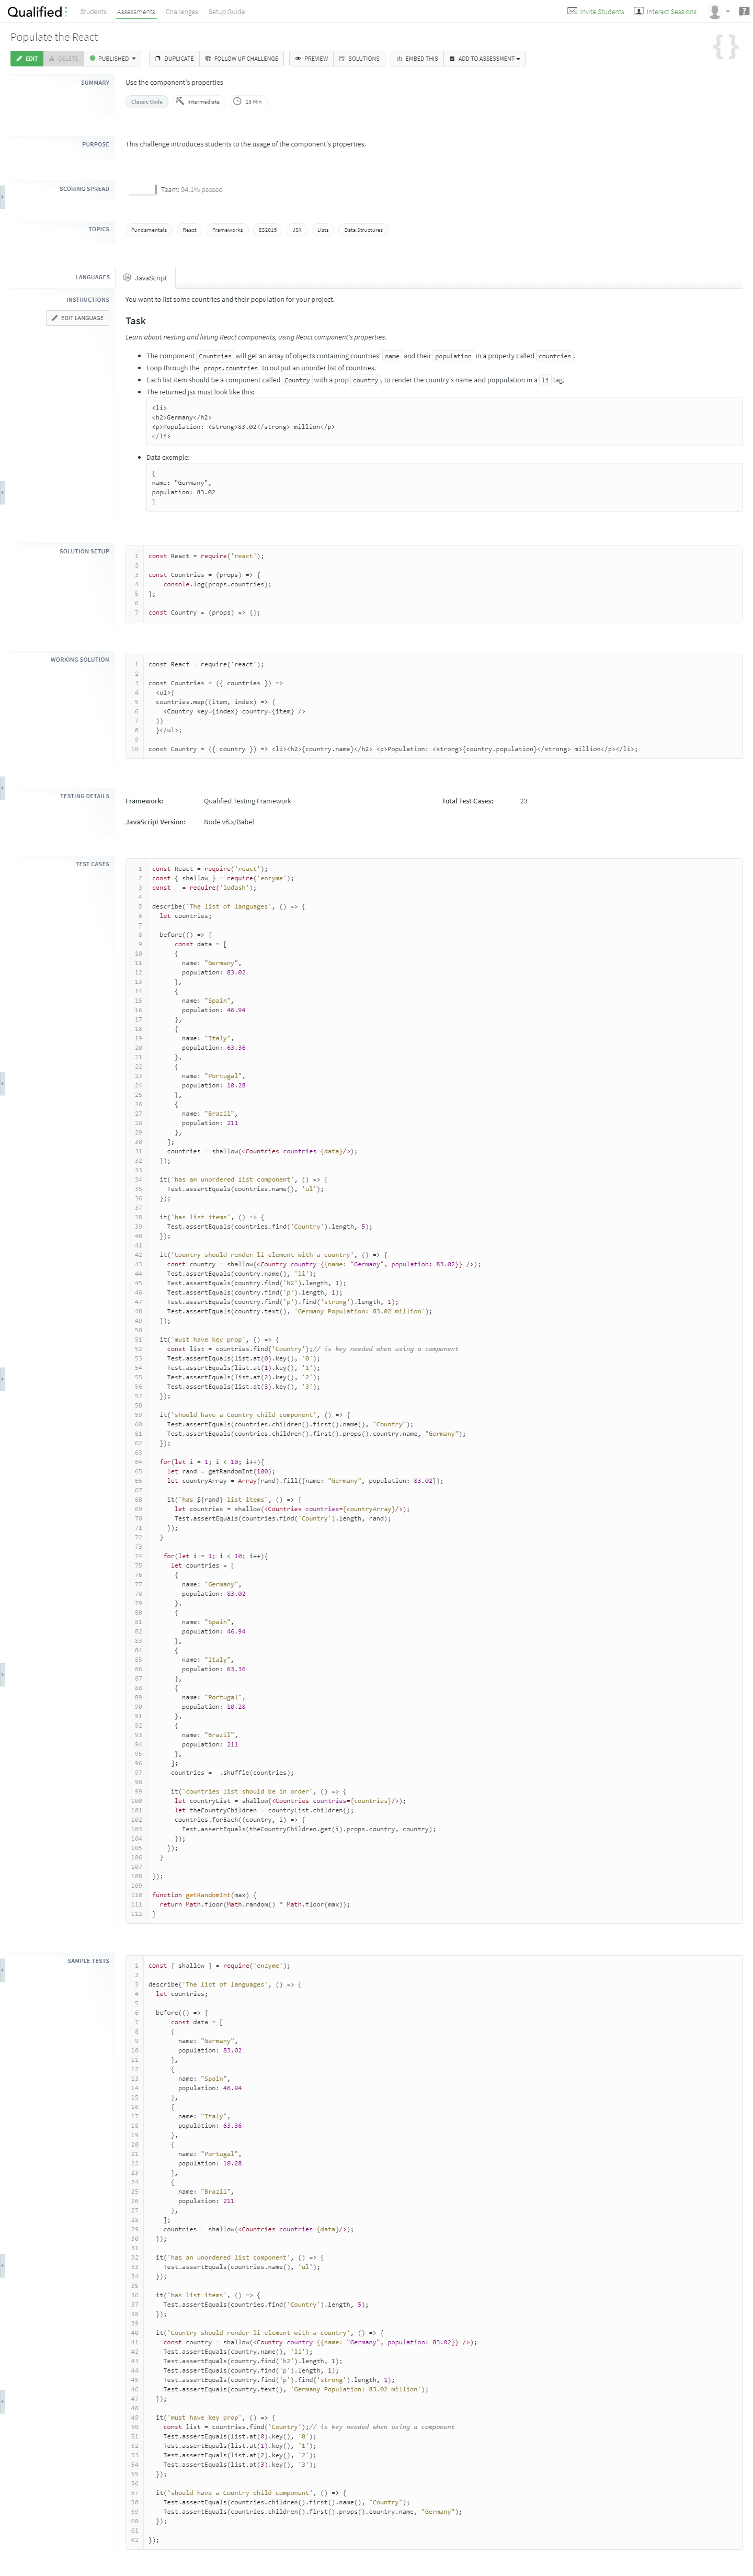 Qualified Students Assessments Challenges Setup Guide Invite Students Interact Sessions
Populate the React
EDIT DELETE PUBLISHED DUPLICATE FOLLOW UP CHALLENGE PREVIEW SOLUTIONS EMBED THIS ADD TO ASSESSMENT
SUMMARY
Use the component's properties
Classic Code Intermediate 15 Min
PURPOSE
This challenge introduces students to the usage of the component's properties.
SCORING SPREAD
Team: 94.1% passed
TOPICS
Fundamentals React Frameworks ES2015 JSX Lists Data Structures
LANGUAGES
JavaScript
INSTRUCTIONS
EDIT LANGUAGE
You want to list some countries and their population for your project.
Task
Learn about nesting and listing React components, using React component's properties.
• The component Countries will get an array of objects containing countries' name and their population in a property called countries.
• Loop through the props.countries to output an unorder list of countries.
• Each list item should be a component called Country with a prop country, to render the country's name and poppulation in a li tag.
• The returned jsx must look like this:
<li>
<h2>Germany</h2>
<p>Population: <strong>83.02</strong> million</p>
</li>
• Data exemple:
{
name: "Germany",
population: 83.02
}
SOLUTION SETUP
1 const React = require('react');
2
3 const Countries = (props) => {
4     console.log(props.countries);
5 };
6
7 const Country = (props) => {};
WORKING SOLUTION
1 const React = require('react');
2
3 const Countries = ({ countries }) =>
4   <ul>{
5   countries.map((item, index) => (
6     <Country key={index} country={item} />
7   ))
8   }</ul>;
9
10 const Country = ({ country }) => <li><h2>{country.name}</h2> <p>Population: <strong>{country.population}</strong> million</p></li>;
TESTING DETAILS
Framework: Qualified Testing Framework Total Test Cases: 23
JavaScript Version: Node v6.x/Babel
TEST CASES
1 const React = require('react');
2 const { shallow } = require('enzyme');
3 const _ = require('lodash');
4
5 describe('The list of languages', () => {
6   let countries;
7
8   before(() => {
9       const data = [
10       {
11         name: "Germany",
12         population: 83.02
13       },
14       {
15         name: "Spain",
16         population: 46.94
17       },
18       {
19         name: "Italy",
20         population: 63.36
21       },
22       {
23         name: "Portugal",
24         population: 10.28
25       },
26       {
27         name: "Brazil",
28         population: 211
29       },
30     ];
31     countries = shallow(<Countries countries={data}/>);
32   });
33
34   it('has an unordered list component', () => {
35     Test.assertEquals(countries.name(), 'ul');
36   });
37
38   it('has list items', () => {
39     Test.assertEquals(countries.find('Country').length, 5);
40   });
41
42   it('Country should render li element with a country', () => {
43     const country = shallow(<Country country={{name: "Germany", population: 83.02}} />);
44     Test.assertEquals(country.name(), 'li');
45     Test.assertEquals(country.find('h2').length, 1);
46     Test.assertEquals(country.find('p').length, 1);
47     Test.assertEquals(country.find('p').find('strong').length, 1);
48     Test.assertEquals(country.text(), 'Germany Population: 83.02 million');
49   });
50
51   it('must have key prop', () => {
52     const list = countries.find('Country');// is key needed when using a component
53     Test.assertEquals(list.at(0).key(), '0');
54     Test.assertEquals(list.at(1).key(), '1');
55     Test.assertEquals(list.at(2).key(), '2');
56     Test.assertEquals(list.at(3).key(), '3');
57   });
58
59   it('should have a Country child component', () => {
60     Test.assertEquals(countries.children().first().name(), "Country");
61     Test.assertEquals(countries.children().first().props().country.name, "Germany");
62   });
63
64   for(let i = 1; i < 10; i++){
65     let rand = getRandomInt(100);
66     let countryArray = Array(rand).fill({name: "Germany", population: 83.02});
67
68     it(`has ${rand} list items`, () => {
69       let countries = shallow(<Countries countries={countryArray}/>);
70       Test.assertEquals(countries.find('Country').length, rand);
71     });
72   }
73
74    for(let i = 1; i < 10; i++){
75      let countries = [
76       {
77         name: "Germany",
78         population: 83.02
79       },
80       {
81         name: "Spain",
82         population: 46.94
83       },
84       {
85         name: "Italy",
86         population: 63.36
87       },
88       {
89         name: "Portugal",
90         population: 10.28
91       },
92       {
93         name: "Brazil",
94         population: 211
95       },
96      ];
97      countries = _.shuffle(countries);
98
99      it(`countries list should be in order`, () => {
100       let countryList = shallow(<Countries countries={countries}/>);
101       let theCountryChildren = countryList.children();
102       countries.forEach((country, i) => {
103         Test.assertEquals(theCountryChildren.get(i).props.country, country);
104       });
105     });
106   }
107
108 });
109
110 function getRandomInt(max) {
111   return Math.floor(Math.random() * Math.floor(max));
112 }
SAMPLE TESTS
1 const { shallow } = require('enzyme');
2
3 describe('The list of languages', () => {
4   let countries;
5
6   before(() => {
7       const data = [
8       {
9         name: "Germany",
10         population: 83.02
11       },
12       {
13         name: "Spain",
14         population: 46.94
15       },
16       {
17         name: "Italy",
18         population: 63.36
19       },
20       {
21         name: "Portugal",
22         population: 10.28
23       },
24       {
25         name: "Brazil",
26         population: 211
27       },
28     ];
29     countries = shallow(<Countries countries={data}/>);
30   });
31
32   it('has an unordered list component', () => {
33     Test.assertEquals(countries.name(), 'ul');
34   });
35
36   it('has list items', () => {
37     Test.assertEquals(countries.find('Country').length, 5);
38   });
39
40   it('Country should render li element with a country', () => {
41     const country = shallow(<Country country={{name: "Germany", population: 83.02}} />);
42     Test.assertEquals(country.name(), 'li');
43     Test.assertEquals(country.find('h2').length, 1);
44     Test.assertEquals(country.find('p').length, 1);
45     Test.assertEquals(country.find('p').find('strong').length, 1);
46     Test.assertEquals(country.text(), 'Germany Population: 83.02 million');
47   });
48
49   it('must have key prop', () => {
50     const list = countries.find('Country');// is key needed when using a component
51     Test.assertEquals(list.at(0).key(), '0');
52     Test.assertEquals(list.at(1).key(), '1');
53     Test.assertEquals(list.at(2).key(), '2');
54     Test.assertEquals(list.at(3).key(), '3');
55   });
56
57   it('should have a Country child component', () => {
58     Test.assertEquals(countries.children().first().name(), "Country");
59     Test.assertEquals(countries.children().first().props().country.name, "Germany");
60   });
61
62 });